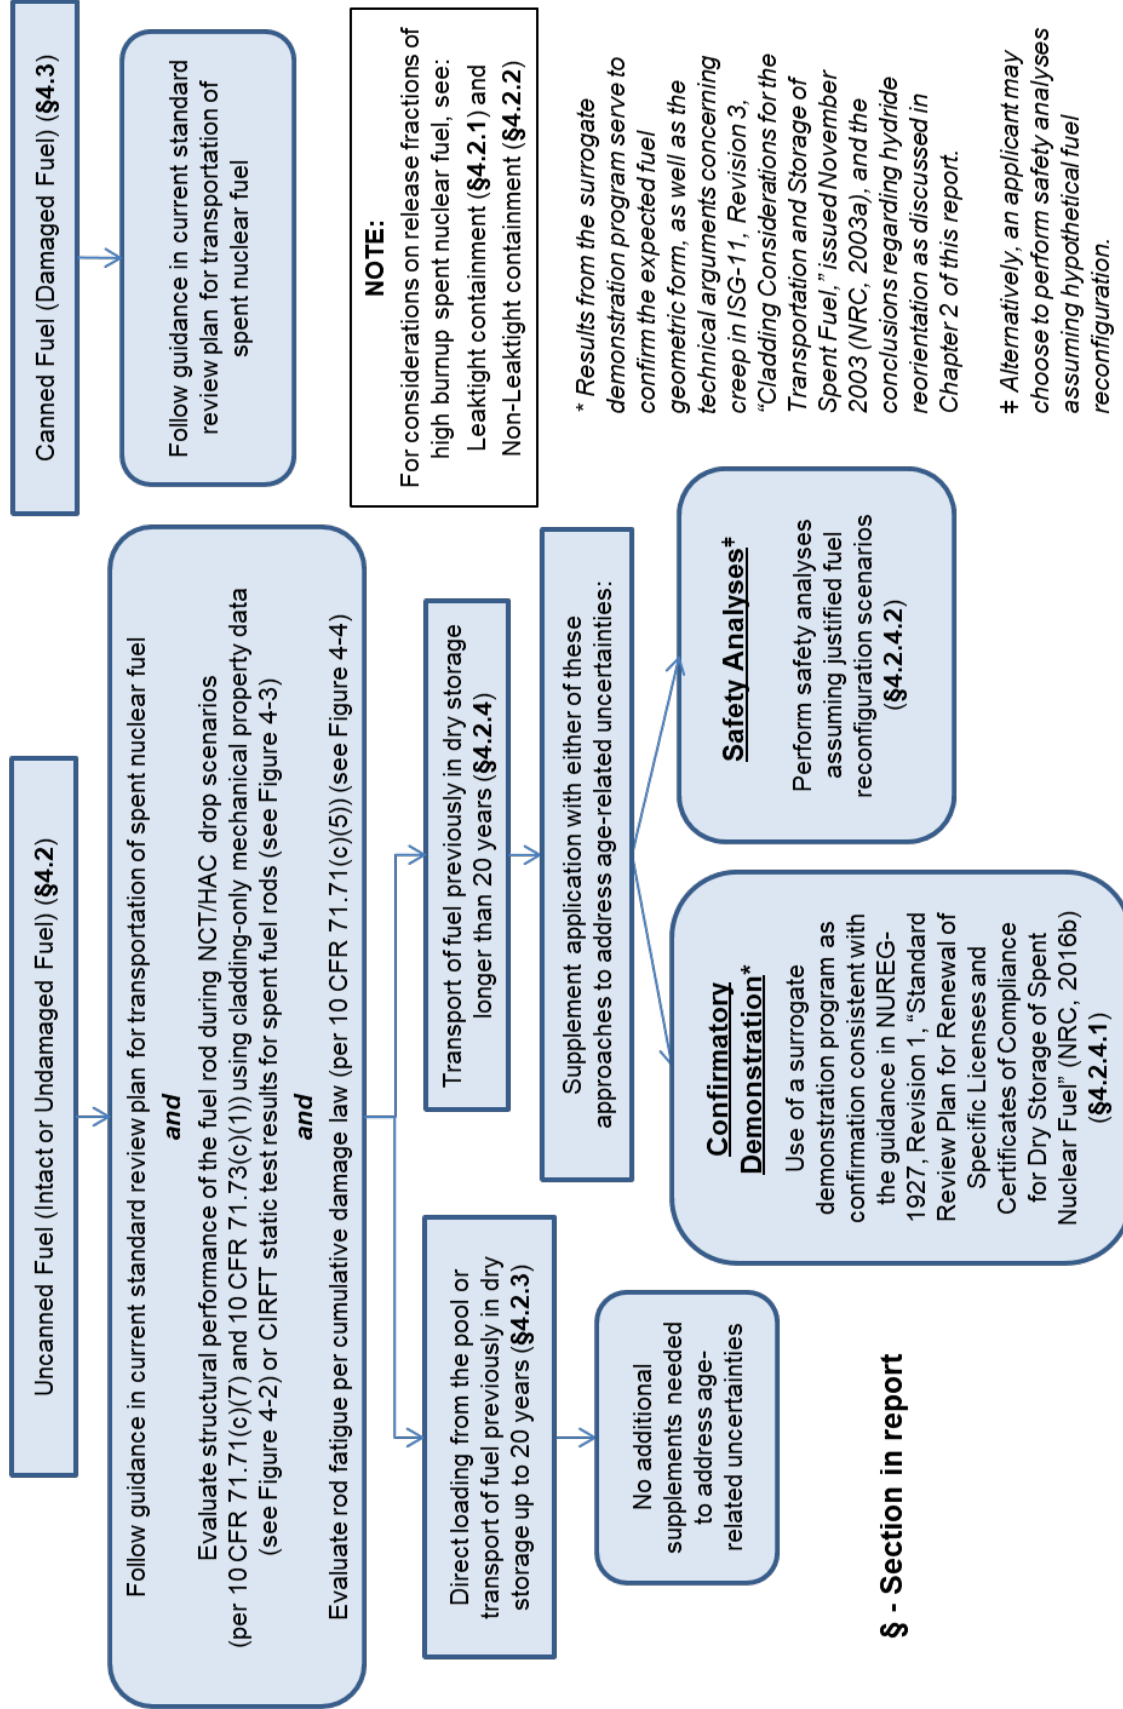 Uncanned Fuel (Intact or Undamaged Fuel) (§4.2)
Follow guidance in current standard review plan for transportation of spent nuclear fuel
and
Evaluate structural performance of the fuel rod during NCT/HAC drop scenarios
(per 10 CFR 71.71(c)(7) and 10 CFR 71.73(c)(1)) using cladding-only mechanical property data
(see Figure 4-2) or CIRFT static test results for spent fuel rods (see Figure 4-3)
and
Evaluate rod fatigue per cumulative damage law (per 10 CFR 71.71(c)(5)) (see Figure 4-4)
Direct loading from the pool or
transport of fuel previously in dry
storage up to 20 years (§4.2.3)
No additional
supplements needed
to address age-
related uncertainties
Transport of fuel previously in dry storage
longer than 20 years (§4.2.4)
Supplement application with either of these
approaches to address age-related uncertainties:
Confirmatory
Demonstration*
Use of a surrogate
demonstration program as
confirmation consistent with
the guidance in NUREG-
1927, Revision 1, “Standard
Review Plan for Renewal of
Specific Licenses and
Certificates of Compliance
for Dry Storage of Spent
Nuclear Fuel” (NRC, 2016b)
(§4.2.4.1)
Safety Analyses‡
Perform safety analyses
assuming justified fuel
reconfiguration scenarios
(§4.2.4.2)
§ - Section in report
Canned Fuel (Damaged Fuel) (§4.3)
Follow guidance in current standard
review plan for transportation of
spent nuclear fuel
NOTE:
For considerations on release fractions of
high burnup spent nuclear fuel, see:
Leaktight containment (§4.2.1) and
Non-Leaktight containment (§4.2.2)
* Results from the surrogate
demonstration program serve to
confirm the expected fuel
geometric form, as well as the
technical arguments concerning
creep in ISG-11, Revision 3,
“Cladding Considerations for the
Transportation and Storage of
Spent Fuel,” issued November
2003 (NRC, 2003a), and the
conclusions regarding hydride
reorientation as discussed in
Chapter 2 of this report.
‡ Alternatively, an applicant may
choose to perform safety analyses
assuming hypothetical fuel
reconfiguration.